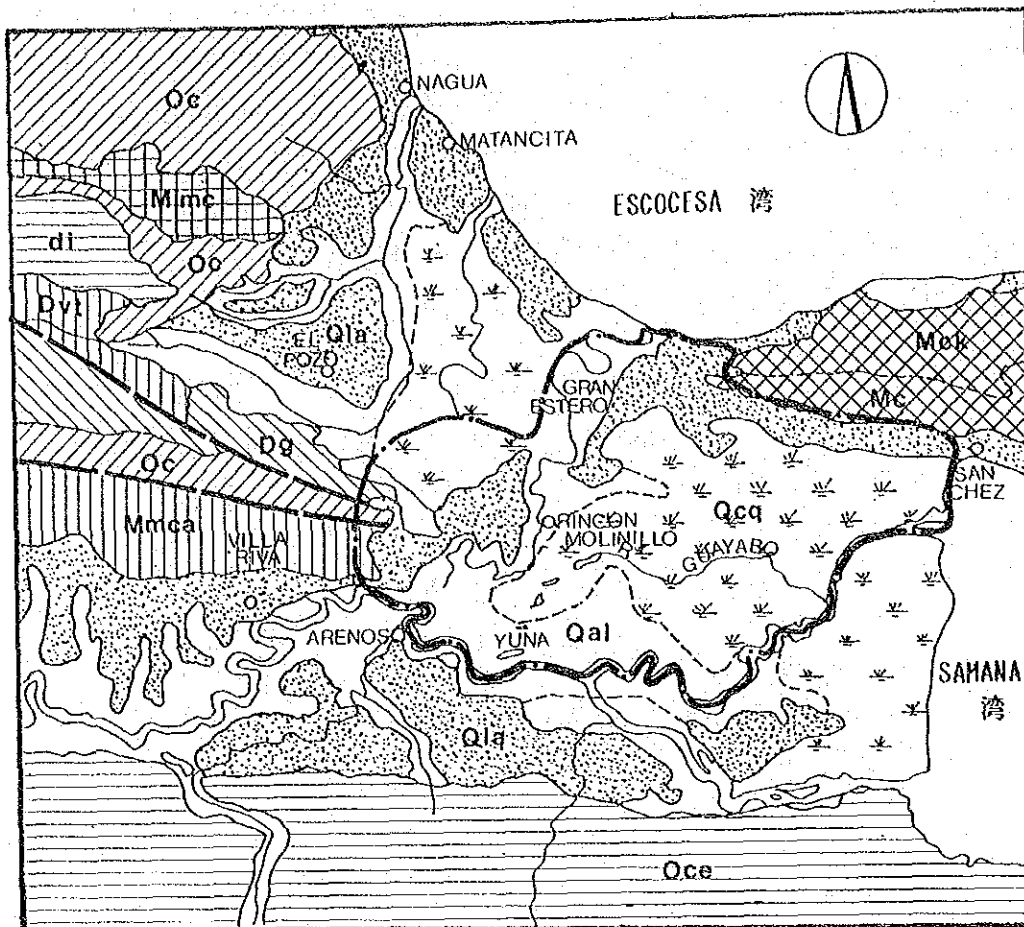 NAGUA
Oc
MATANCITA
Mmc
ESCOCESA 湾
di
Oc
Dvt
Qla
EL
POZO
Mek
GRAN
ESTERO
Mc
Dg
Oc
SAN
CHEZ
Mmca
VILLA
RIVA
Qcq
RINCON
MOLINILLO
R. GUAYABO
ARENOSO
YUNA
Qal
SAMANA
湾
Qla
Oce